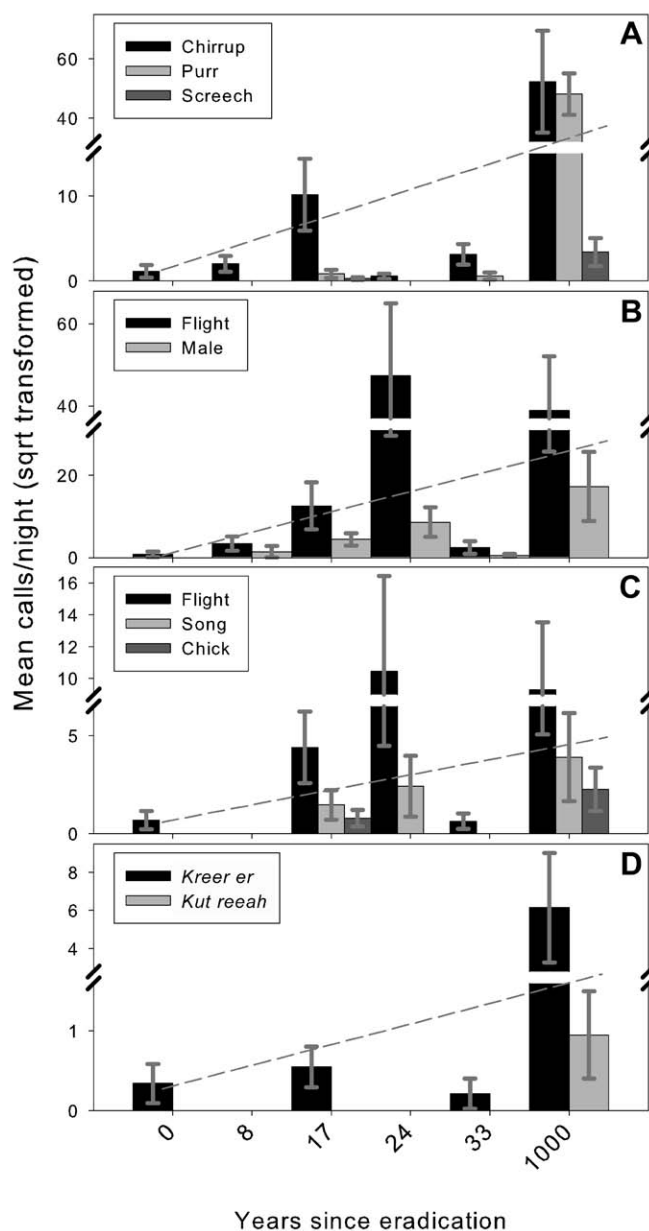 A
Chirrup
Purr
Screech
60
40
10
0
B
Flight
Male
60
40
20
0
C
Flight
Song
Chick
16
14
12
10
5
0
D
Kreer er
Kut reeah
8
6
4
1
0
Mean calls/night (sqrt transformed)
0 8 17 24 33 1000
Years since eradication